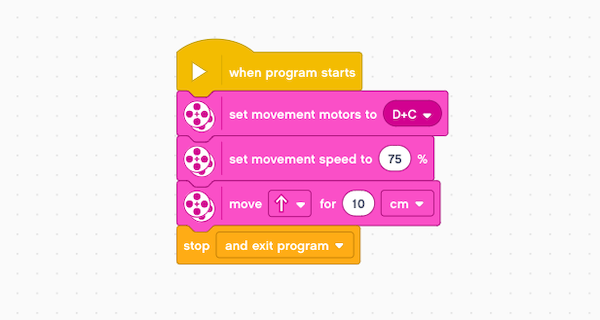 when program starts
set movement motors to D+C
set movement speed to 75 %
move for 10 cm
stop and exit program